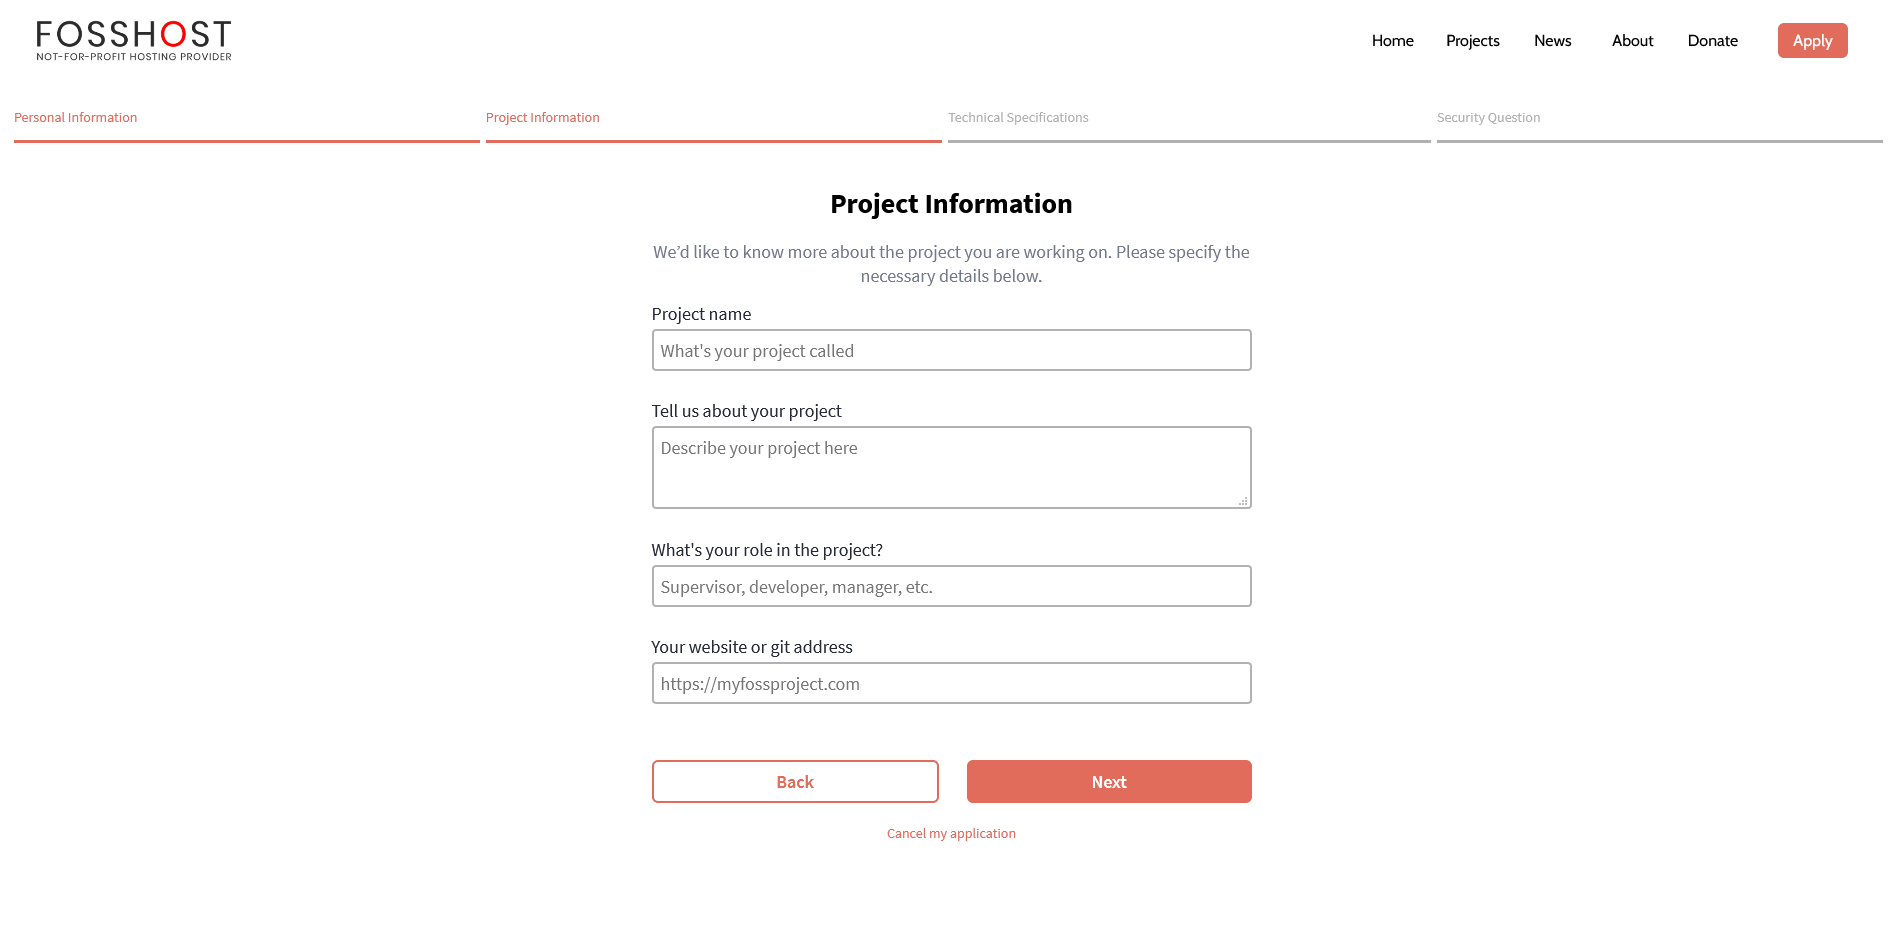 FOSSHOST
NOT-FOR-PROFIT HOSTING PROVIDER
Home Projects News About Donate Apply
Personal Information Project Information Technical Specifications Security Question
Project Information
We’d like to know more about the project you are working on. Please specify the
necessary details below.
Project name
What's your project called
Tell us about your project
Describe your project here
What's your role in the project?
Supervisor, developer, manager, etc.
Your website or git address
https://myfossproject.com
Back Next
Cancel my application